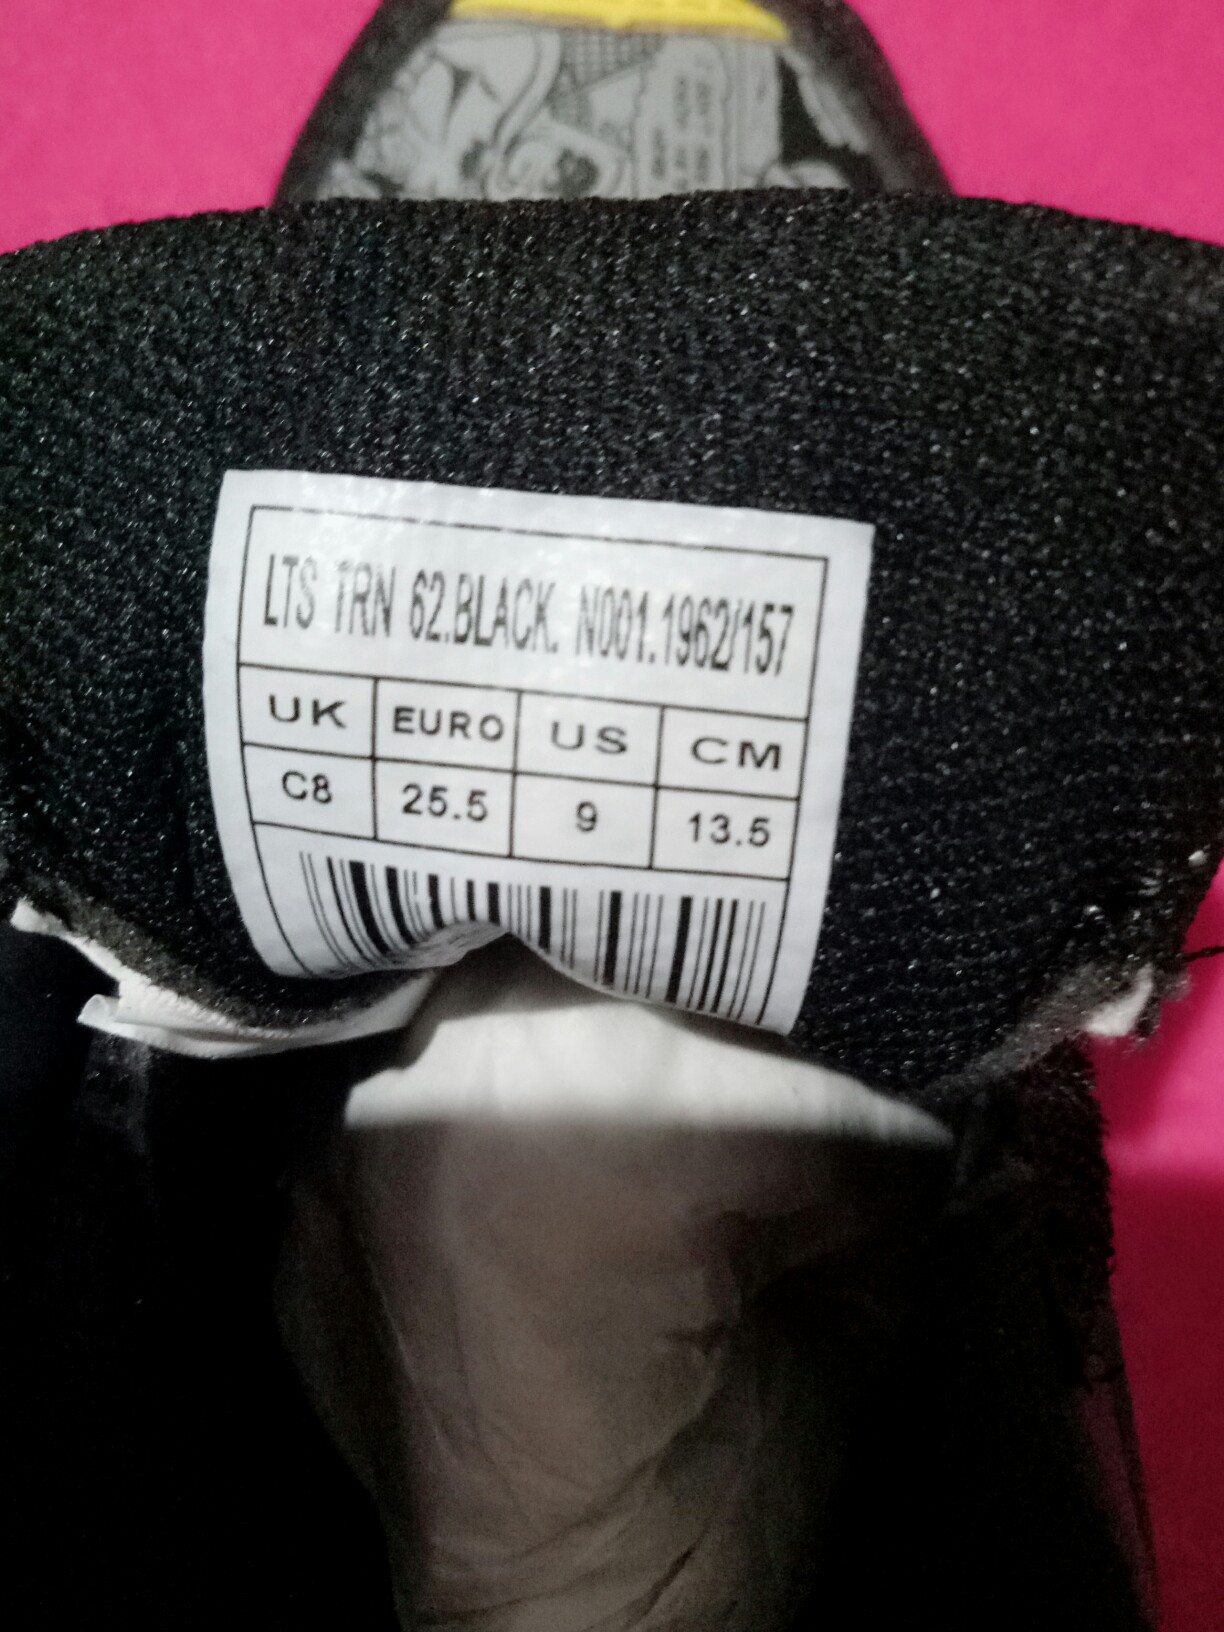 LTS TRN 62.BLACK. N001.1962/157
UK EURO US CM
C8 25.5 9 13.5